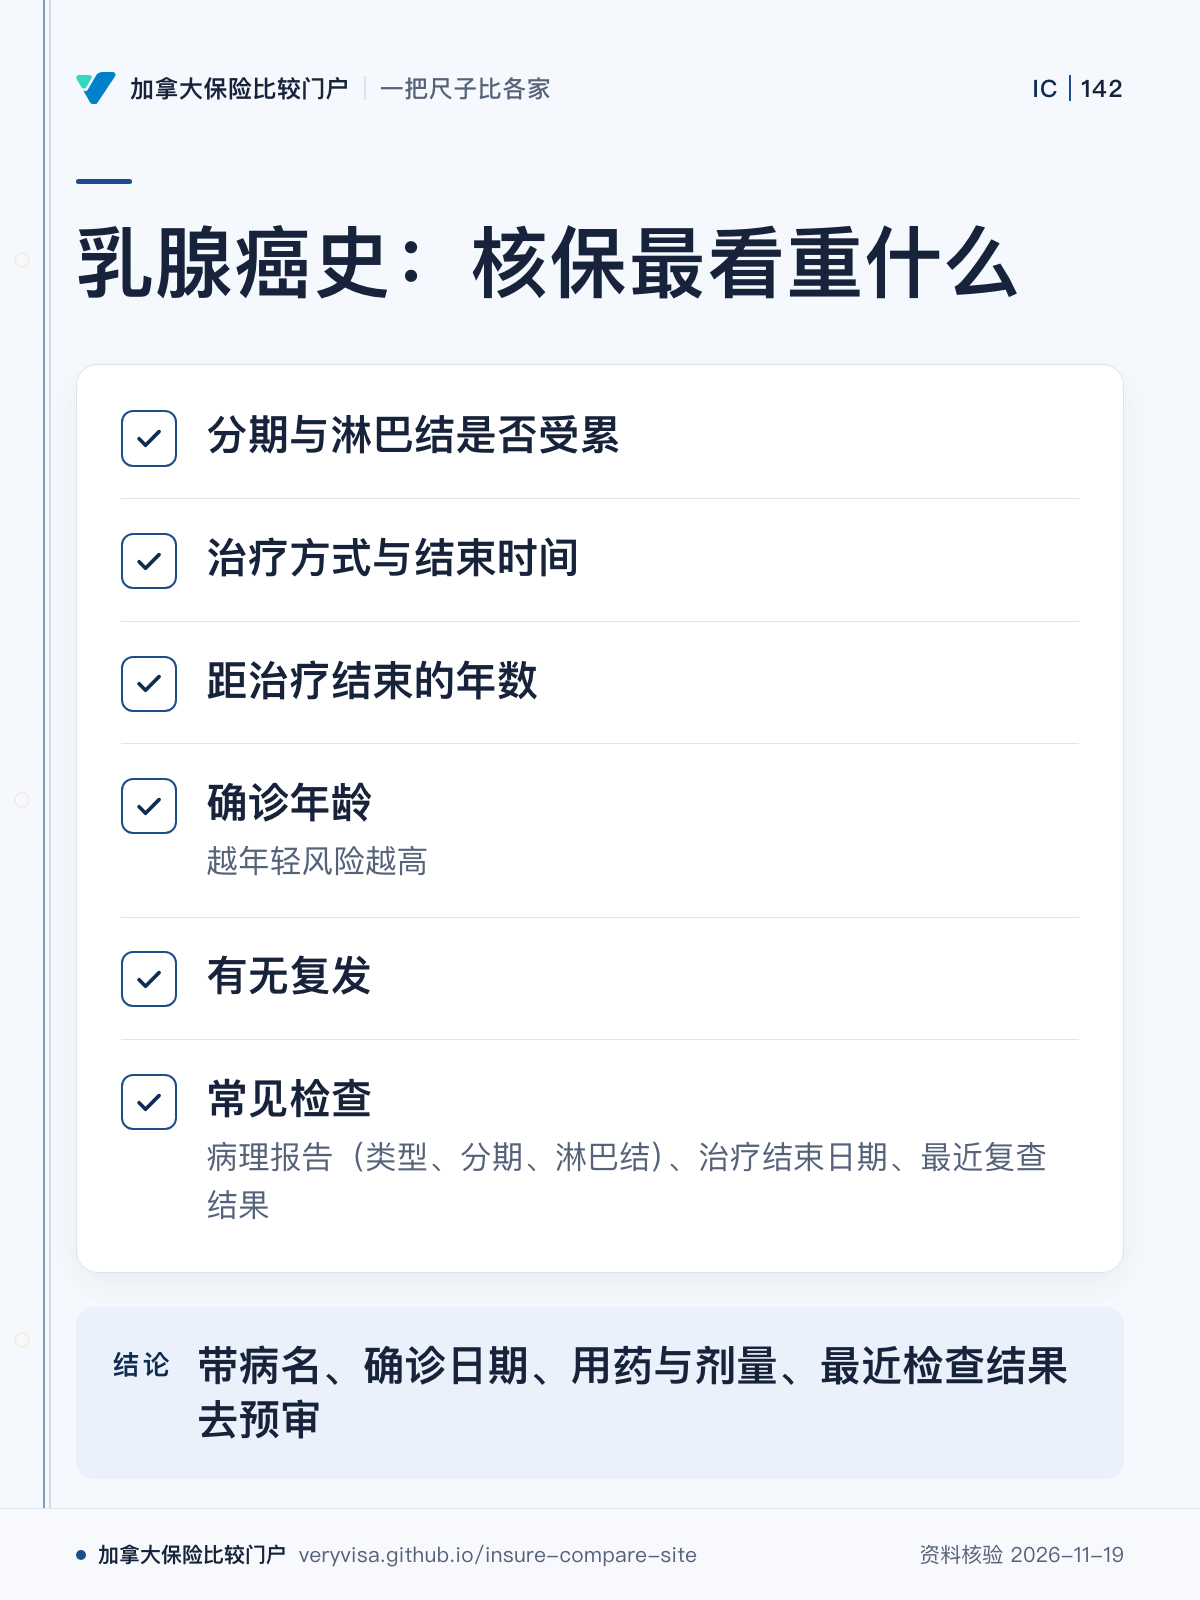 加拿大保险比较门户 一把尺子比各家
IC 142
乳腺癌史：核保最看重什么
分期与淋巴结是否受累
治疗方式与结束时间
距治疗结束的年数
确诊年龄
越年轻风险越高
有无复发
常见检查
病理报告（类型、分期、淋巴结）、治疗结束日期、最近复查
结果
结论 带病名、确诊日期、用药与剂量、最近检查结果
去预审
加拿大保险比较门户 veryvisa.github.io/insure-compare-site
资料核验 2026-11-19